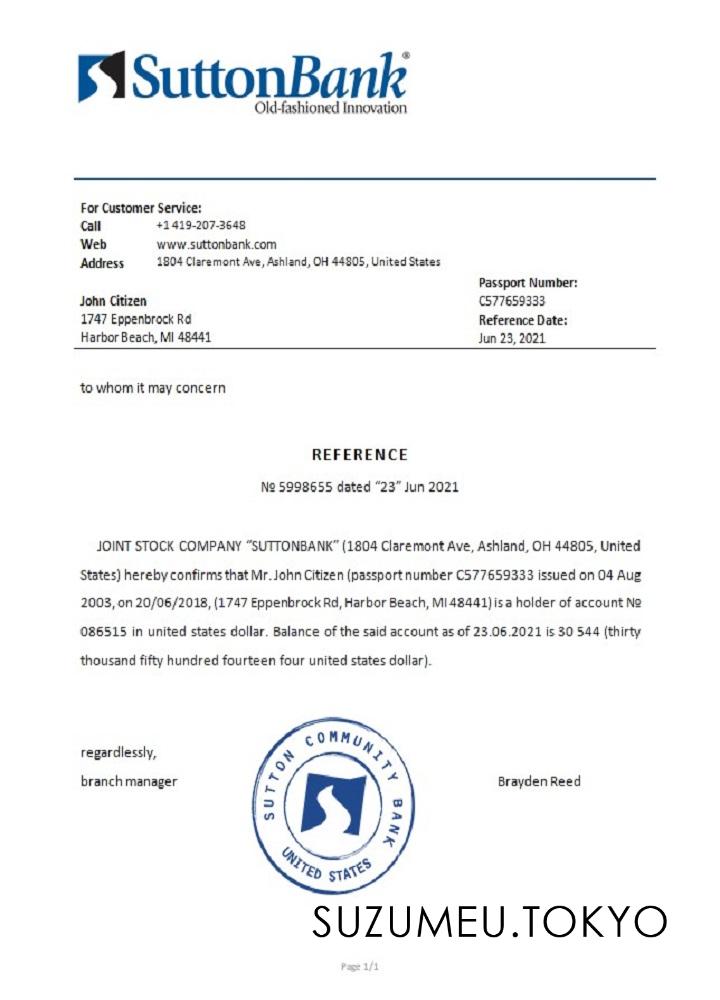 SuttonBank®
Old-fashioned Innovation
For Customer Service:
Call +1 419-207-3648
Web www.suttonbank.com
Address 1804 Claremont Ave, Ashland, OH 44805, United States
Passport Number:
John Citizen C577659333
1747 Eppenbrock Rd Reference Date:
Harbor Beach, MI 48441 Jun 23, 2021
to whom it may concern
REFERENCE
№ 5998655 dated “23” Jun 2021
JOINT STOCK COMPANY “SUTTONBANK” (1804 Claremont Ave, Ashland, OH 44805, United
States) hereby confirms that Mr. John Citizen (passport number C577659333 issued on 04 Aug
2003, on 20/06/2018, (1747 Eppenbrock Rd, Harbor Beach, MI 48441) is a holder of account №
086515 in united states dollar. Balance of the said account as of 23.06.2021 is 30 544 (thirty
thousand fifty hundred fourteen four united states dollar).
regardlessly,
branch manager Brayden Reed
SUTTON COMMUNITY BANK
UNITED STATES
SUZUMEU.TOKYO
Page 1/1